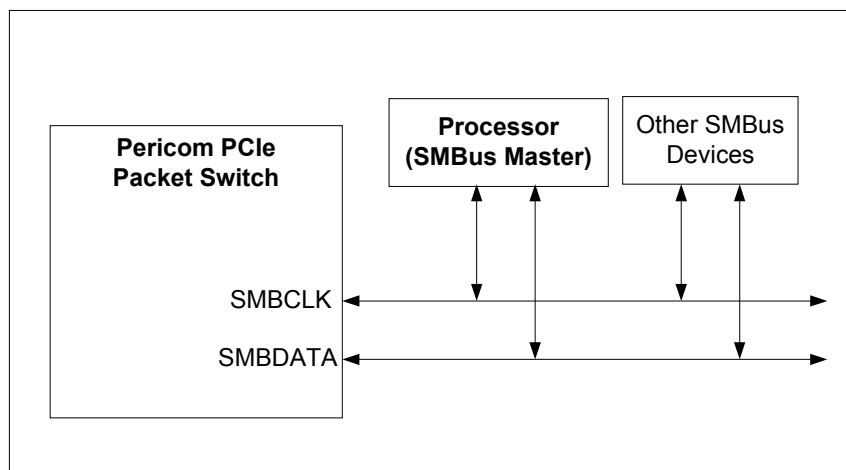 Pericom PCIe
Packet Switch
Processor
(SMBus Master)
Other SMBus
Devices
SMBCLK
SMBDATA